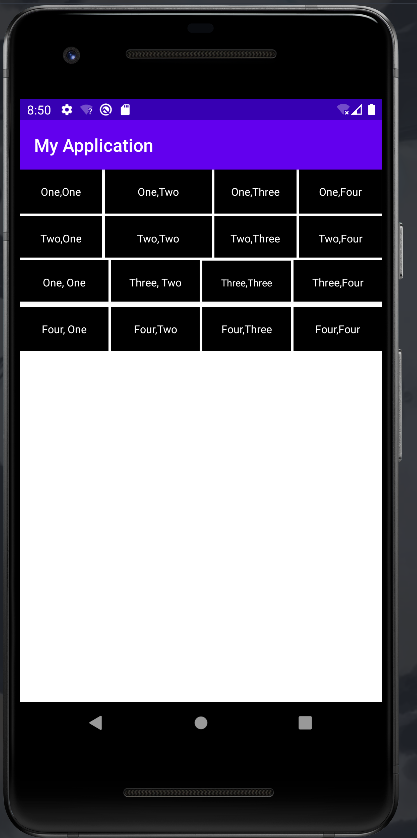 8:50
My Application
One,One One,Two One,Three One,Four
Two,One Two,Two Two,Three Two,Four
One, One Three, Two Three,Three Three,Four
Four, One Four,Two Four,Three Four,Four